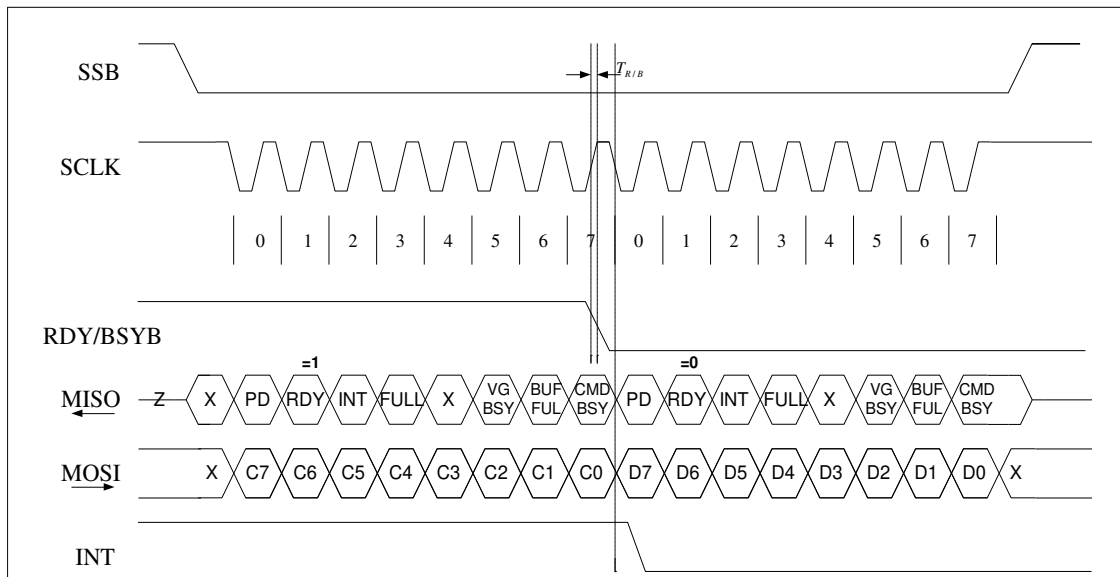 SSB
T R/B
SCLK
0 1 2 3 4 5 6 7 0 1 2 3 4 5 6 7
RDY/BSYB
=1 =0
MISO Z X PD RDY INT FULL X VG BSY BUF FUL CMD BSY PD RDY INT FULL X VG BSY BUF FUL CMD BSY
MOSI X C7 C6 C5 C4 C3 C2 C1 C0 D7 D6 D5 D4 D3 D2 D1 D0 X
INT